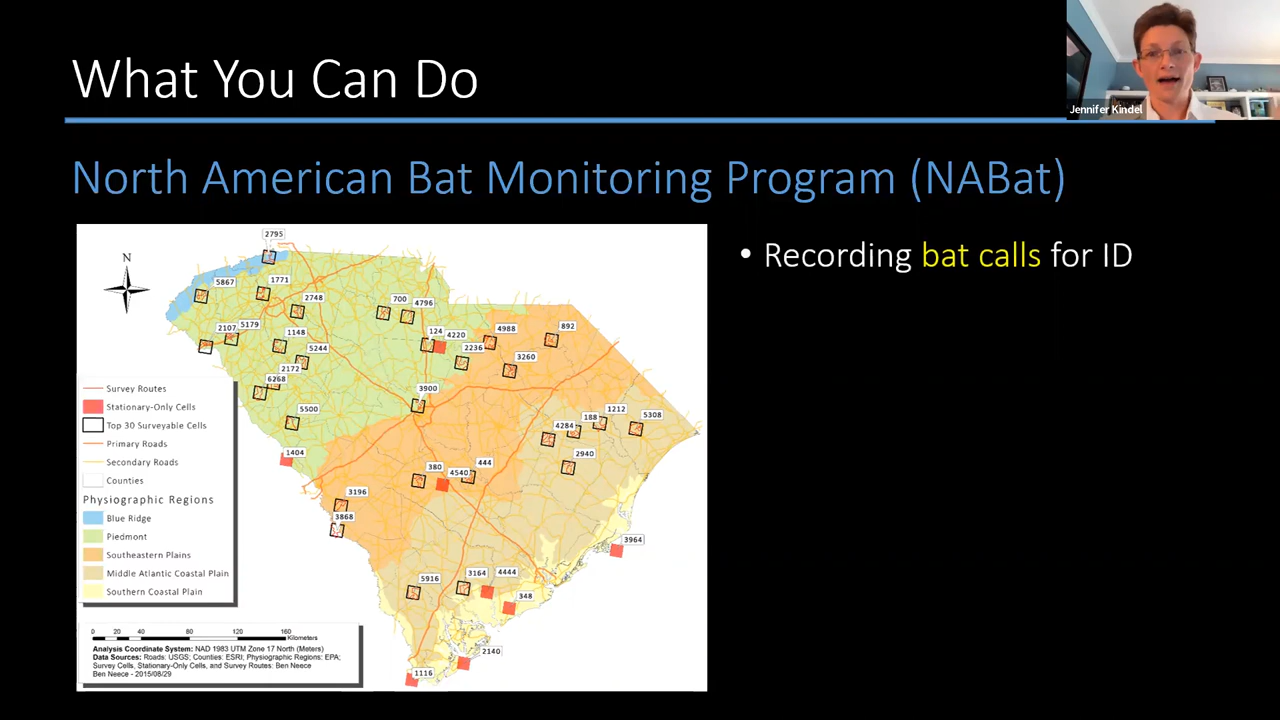 What You Can Do
Jennifer Kindel
North American Bat Monitoring Program (NABat)
• Recording bat calls for ID
N
2795
5867
1771
2748
700
4796
2107
5179
1148
5244
124
4220
4988
892
2236
3260
2172
6268
3900
5500
1212
5308
188
4284
1404
2940
380
4540
444
3196
3868
3964
5916
3164
4444
348
2140
1116
Survey Routes
Stationary-Only Cells
Top 30 Surveyable Cells
Primary Roads
Secondary Roads
Counties
Physiographic Regions
Blue Ridge
Piedmont
Southeastern Plains
Middle Atlantic Coastal Plain
Southern Coastal Plain
0 20 40 80 120 160
Kilometers
Analysis Coordinate System: NAD 1983 UTM Zone 17 North (Meters)
Data Sources: Roads: USGS; Counties: ESRI; Physiographic Regions: EPA;
Survey Cells, Stationary-Only Cells, and Survey Routes: Ben Neece
Ben Neece - 2015/08/29